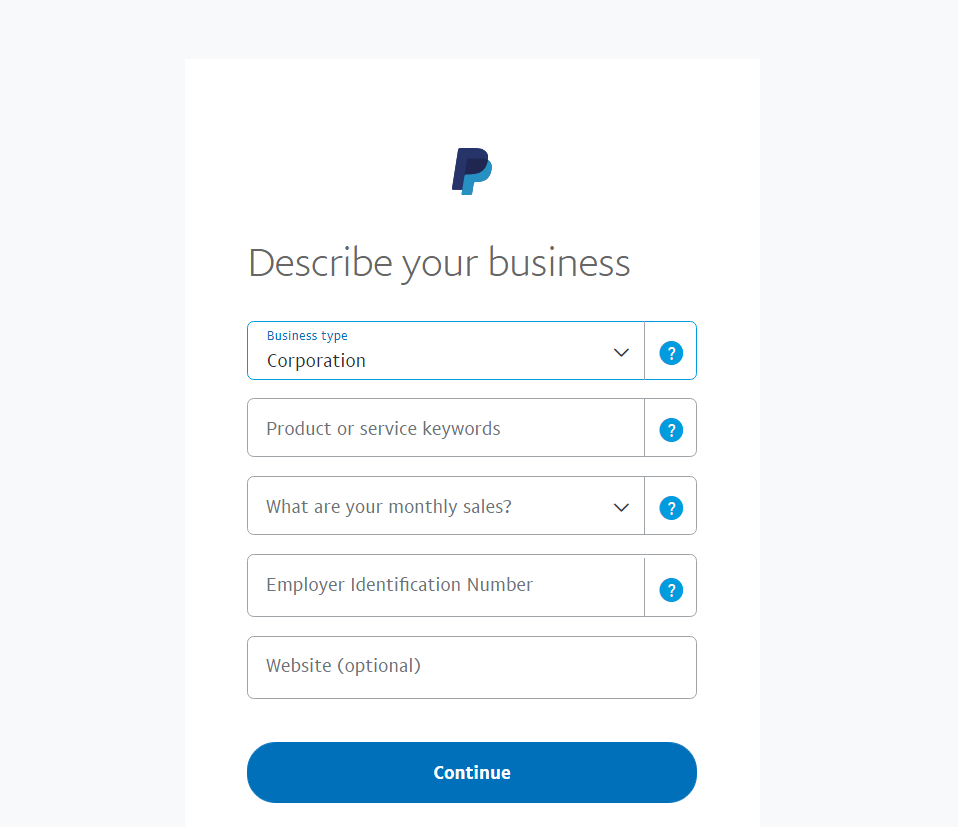 Describe your business
Business type
Corporation
?
Product or service keywords
?
What are your monthly sales?
?
Employer Identification Number
?
Website (optional)
Continue